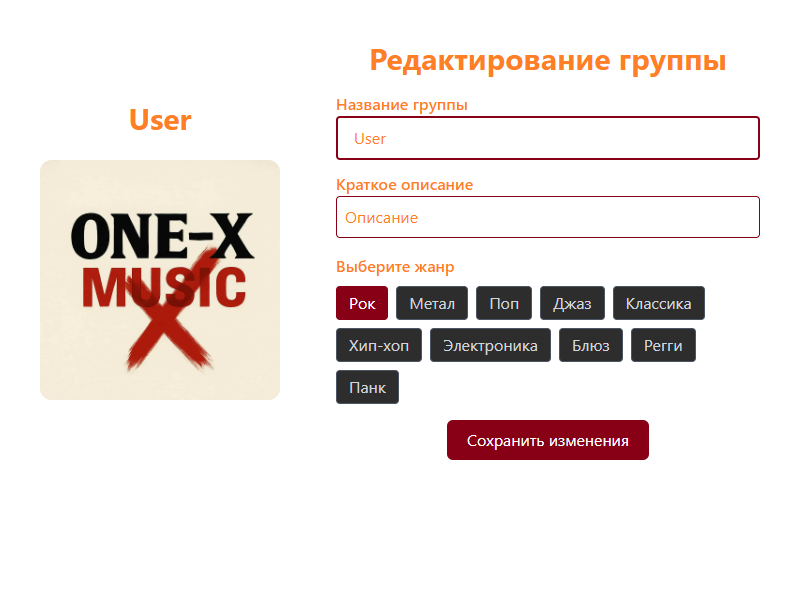 User
ONE-X
MUSIC
Редактирование группы
Название группы
User
Краткое описание
Описание
Выберите жанр
Рок Метал Поп Джаз Классика
Хип-хоп Электроника Блюз Регги
Панк
Сохранить изменения